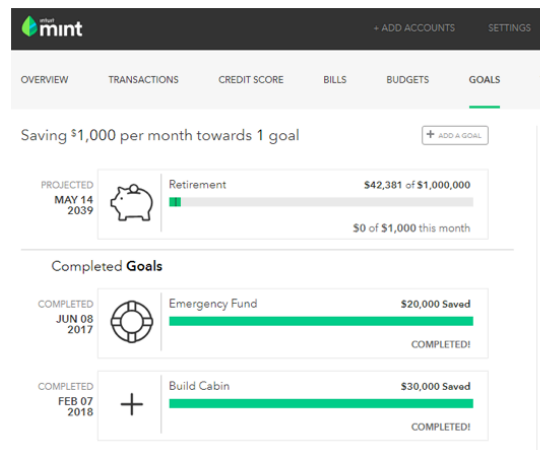 intuit
mint
+ ADD ACCOUNTS SETTINGS
OVERVIEW TRANSACTIONS CREDIT SCORE BILLS BUDGETS GOALS
Saving $1,000 per month towards 1 goal
+ ADD A GOAL
PROJECTED
MAY 14
2039
Retirement $42,381 of $1,000,000
$0 of $1,000 this month
Completed Goals
COMPLETED
JUN 08
2017
Emergency Fund $20,000 Saved
COMPLETED!
COMPLETED
FEB 07
2018
Build Cabin $30,000 Saved
COMPLETED!